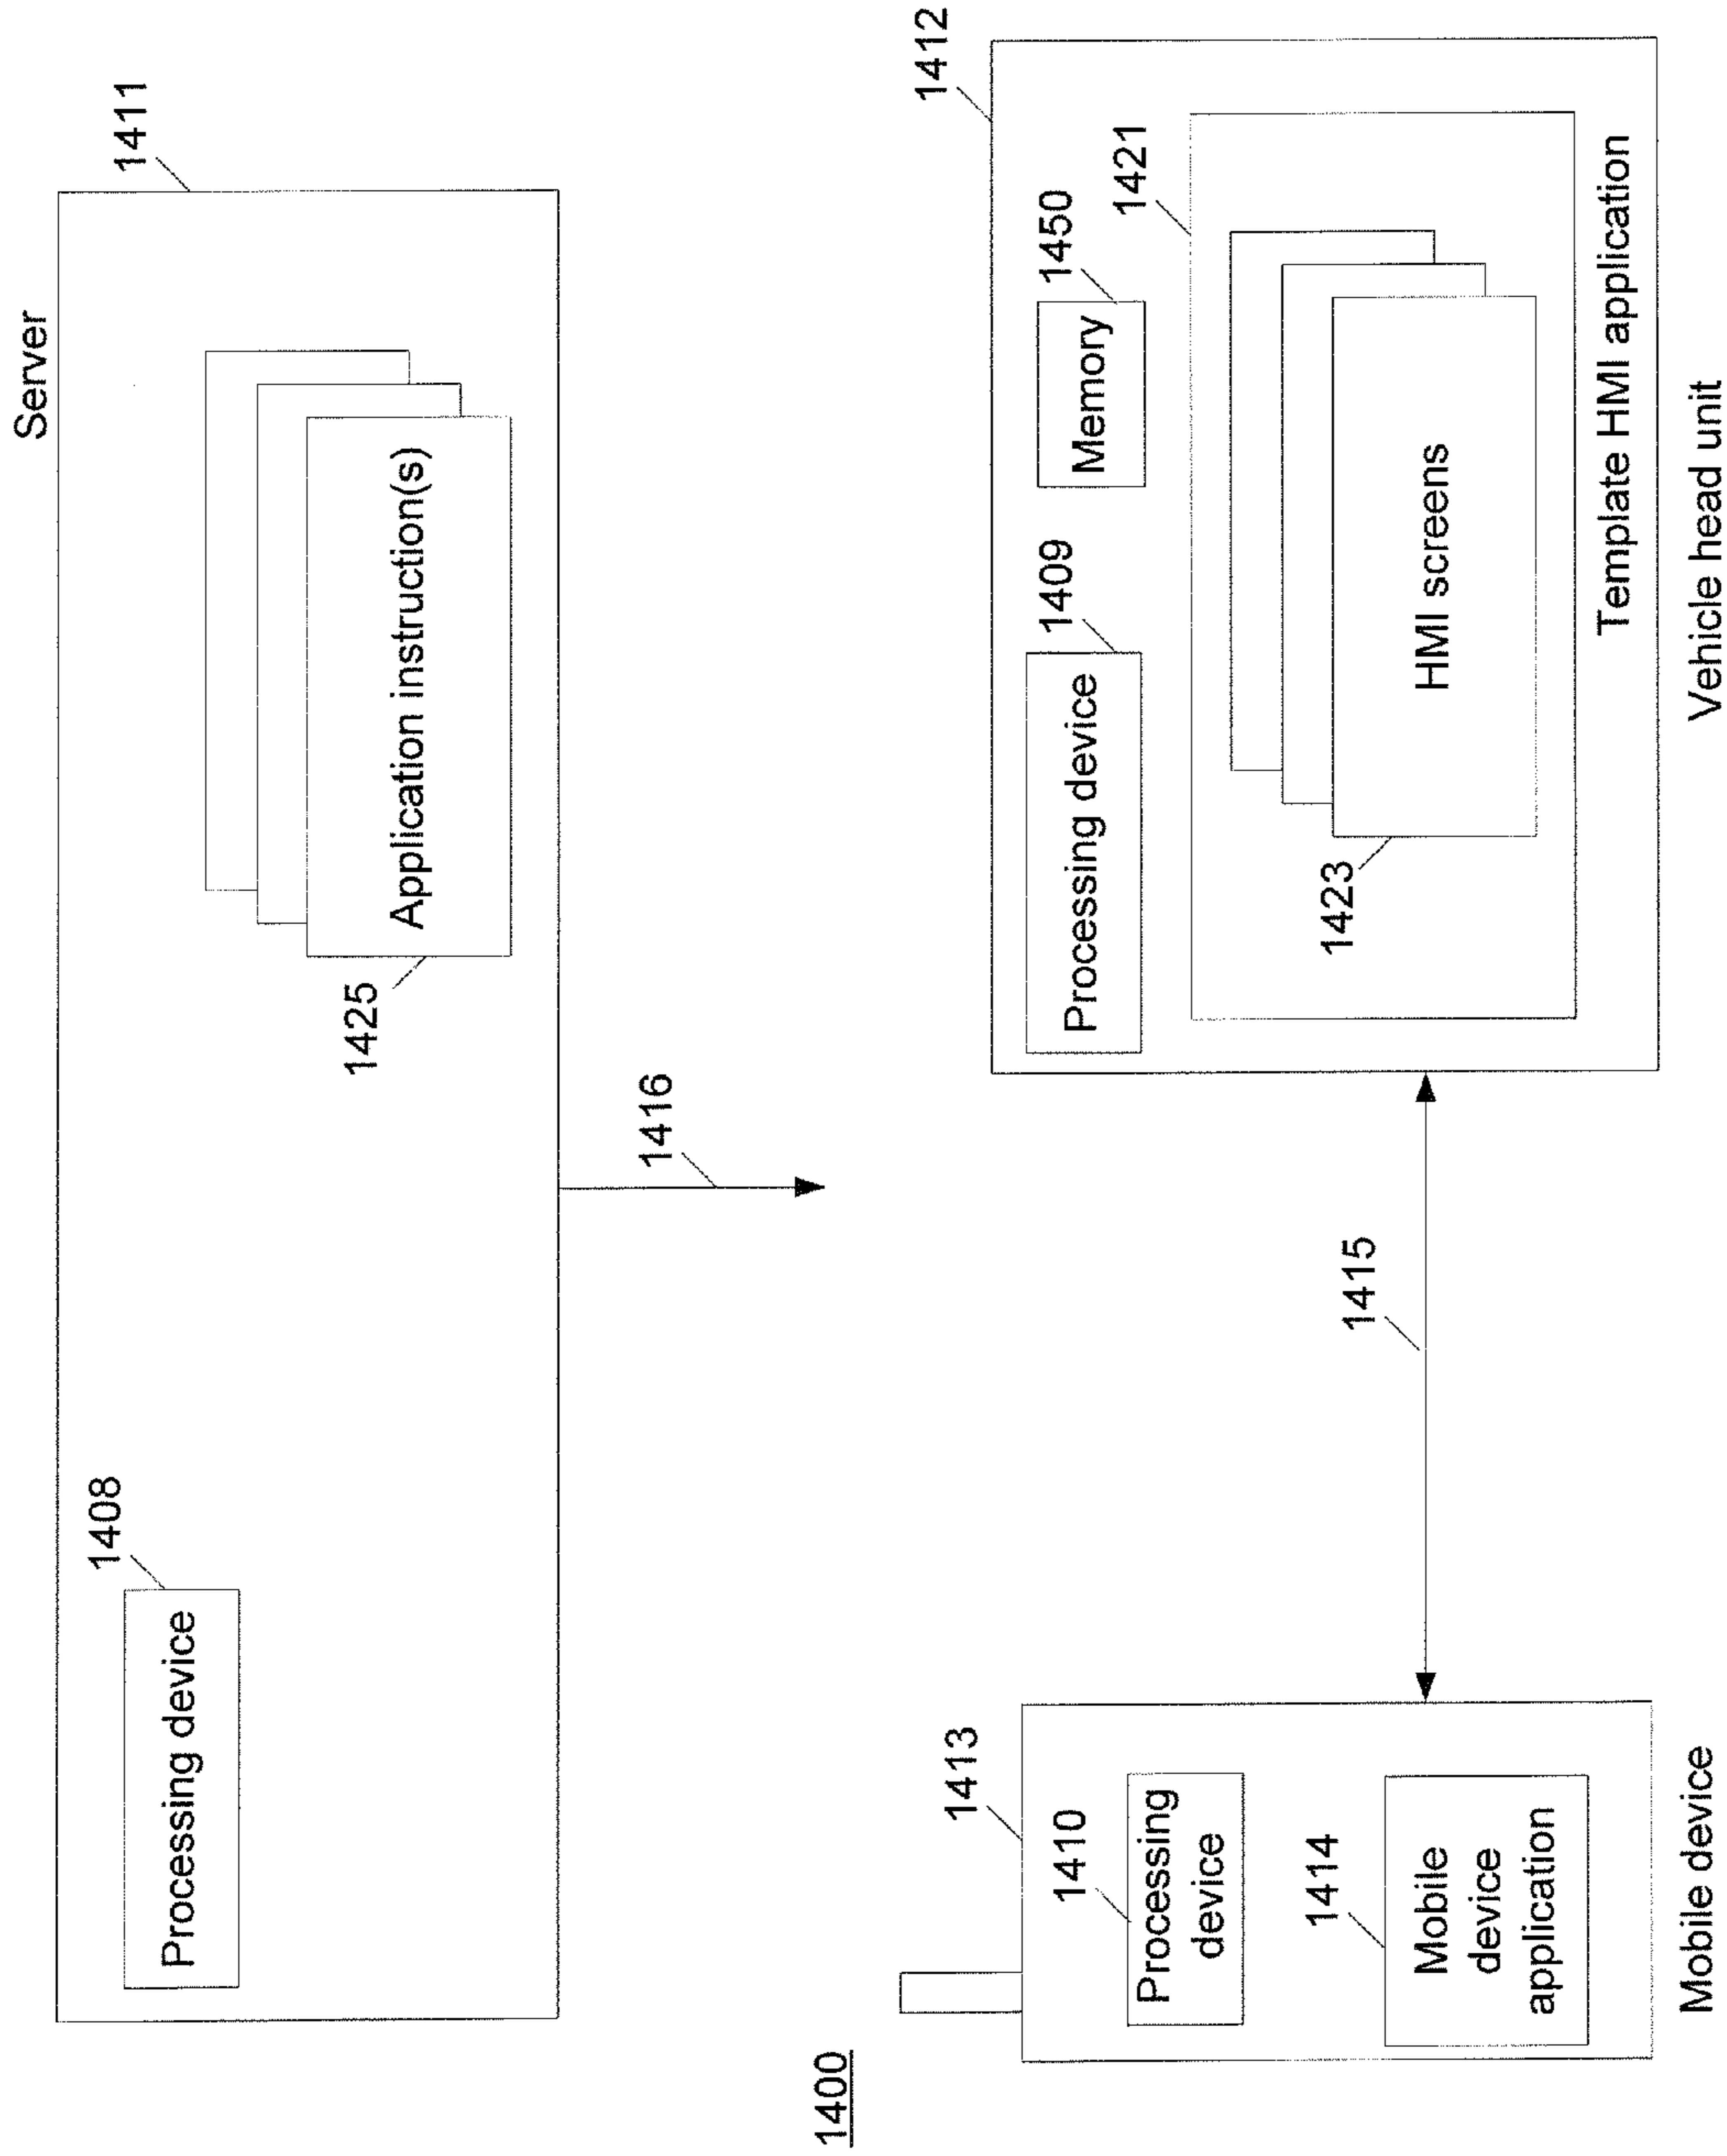 Server
1411
1408
Processing device
Application instruction(s)
1425
1416
1400
1413
1410
Processing
device
1414
Mobile
device
application
Mobile device
1415
1412
1409
Processing device
1450
Memory
1421
HMI screens
1423
Template HMI application
Vehicle head unit